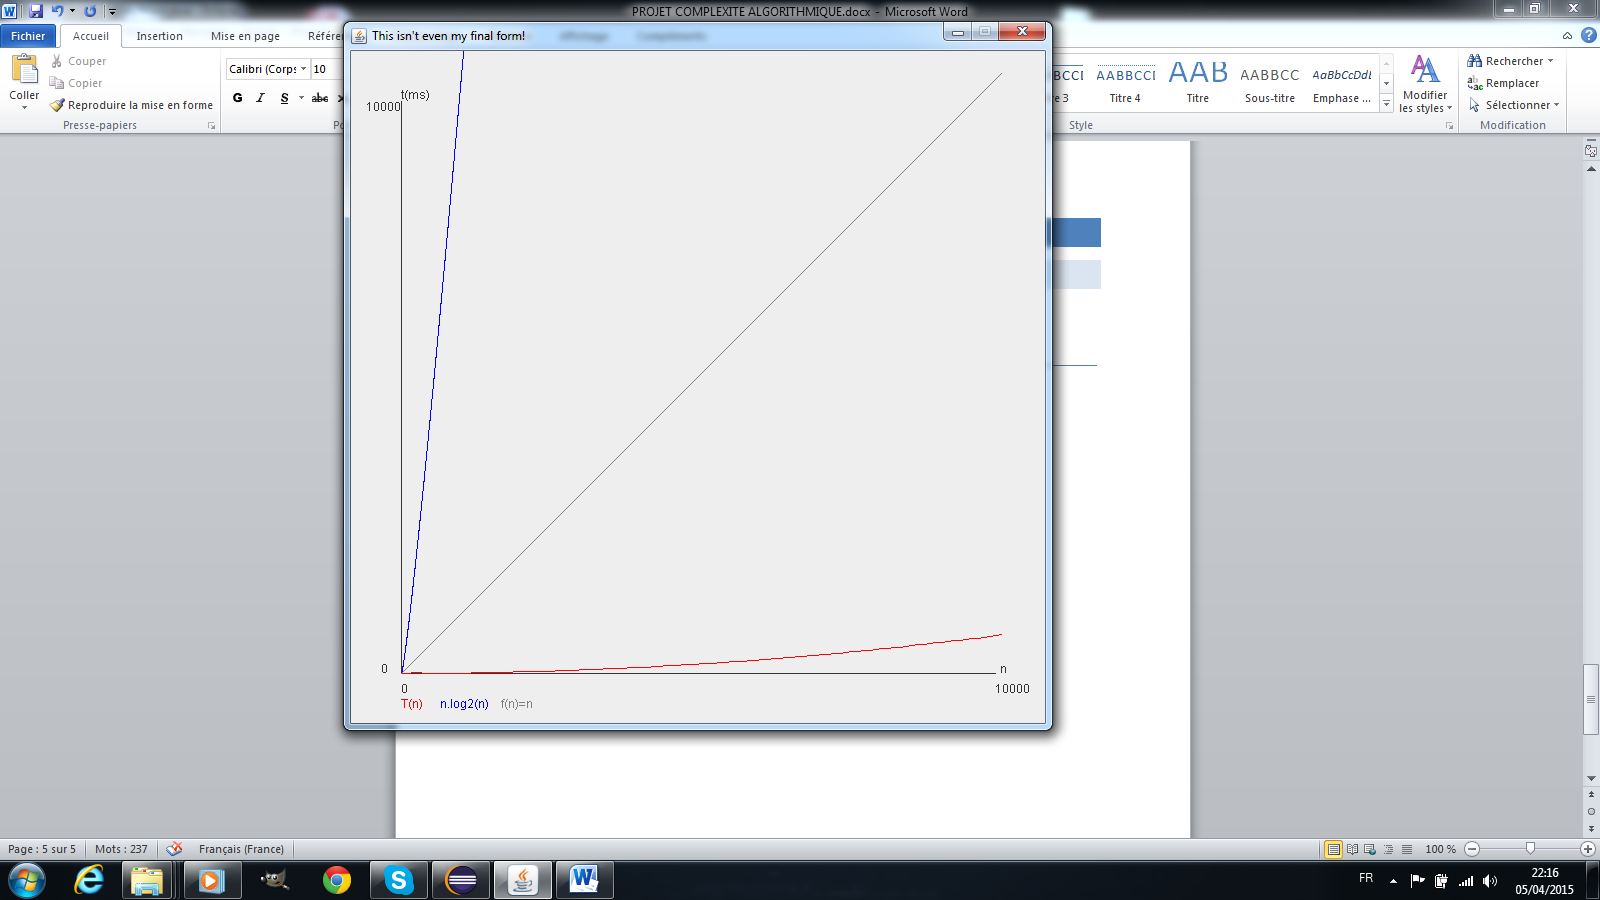 PROJET COMPLEXITE ALGORITHMIQUE.docx - Microsoft Word
Fichier Accueil Insertion Mise en page
Coller
Couper
Copier
Reproduire la mise en forme
Presse-papiers
Calibri (Corps 10
G I S abc
AABBCC AAB AABBCC
Titre 4 Titre Sous-titre Emphase ...
Style
Modifier
les styles
Rechercher
Remplacer
Sélectionner
Modification
This isn't even my final form!
t(ms)
10000
0
n
0
10000
T(n) n.log2(n) f(n)=n
Page : 5 sur 5 Mots : 237 Français (France) 100 %
FR
22:16
05/04/2015